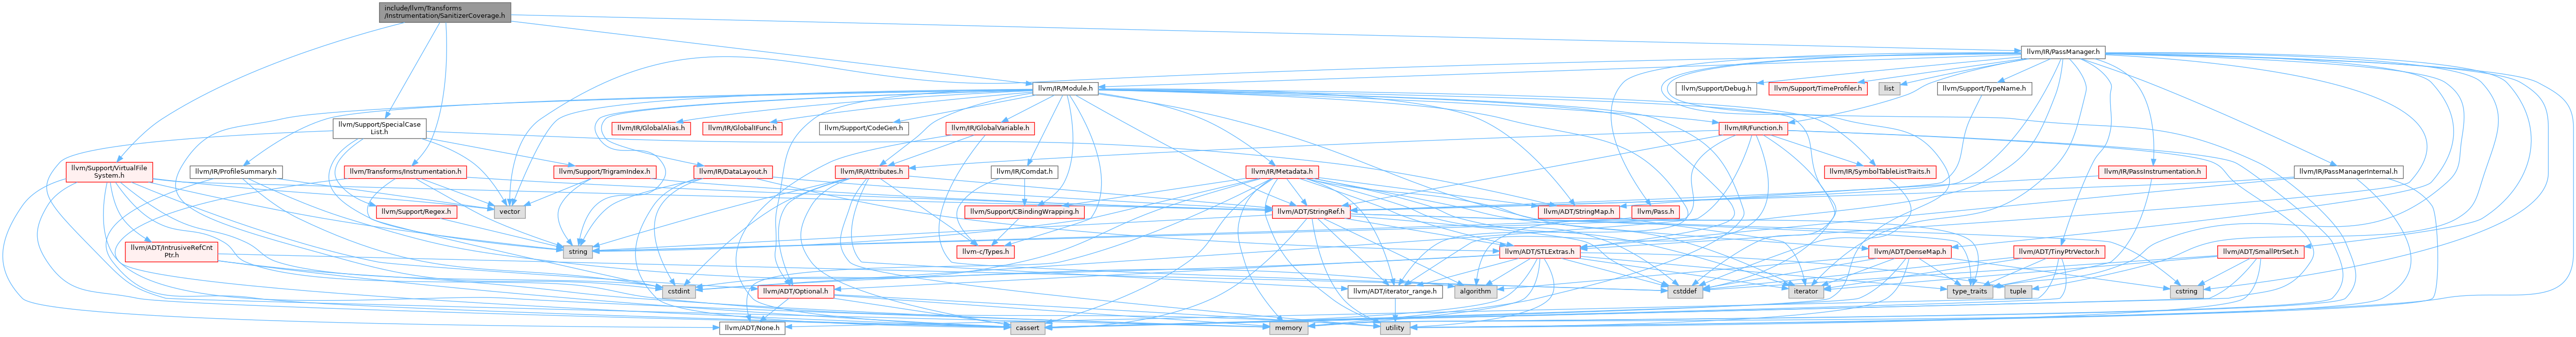 include/llvm/Transforms
/Instrumentation/SanitizerCoverage.h
llvm/IR/PassManager.h
llvm/IR/Module.h
llvm/Support/Debug.h
llvm/Support/TimeProfiler.h
list
llvm/Support/TypeName.h
llvm/Support/SpecialCase
List.h
llvm/IR/GlobalAlias.h
llvm/IR/GlobalIFunc.h
llvm/Support/CodeGen.h
llvm/IR/GlobalVariable.h
llvm/IR/Function.h
llvm/Support/VirtualFile
System.h
llvm/IR/ProfileSummary.h
llvm/Transforms/Instrumentation.h
llvm/Support/TrigramIndex.h
llvm/IR/DataLayout.h
llvm/IR/Attributes.h
llvm/IR/Comdat.h
llvm/IR/Metadata.h
llvm/IR/SymbolTableListTraits.h
llvm/IR/PassInstrumentation.h
llvm/IR/PassManagerInternal.h
llvm/Support/Regex.h
vector
llvm/Support/CBindingWrapping.h
llvm/ADT/StringRef.h
llvm/ADT/StringMap.h
llvm/Pass.h
llvm/ADT/IntrusiveRefCnt
Ptr.h
string
llvm-c/Types.h
llvm/ADT/STLExtras.h
llvm/ADT/DenseMap.h
llvm/ADT/TinyPtrVector.h
llvm/ADT/SmallPtrSet.h
cstdint
llvm/ADT/Optional.h
llvm/ADT/iterator_range.h
algorithm
cstddef
iterator
type_traits
tuple
cstring
llvm/ADT/None.h
cassert
memory
utility